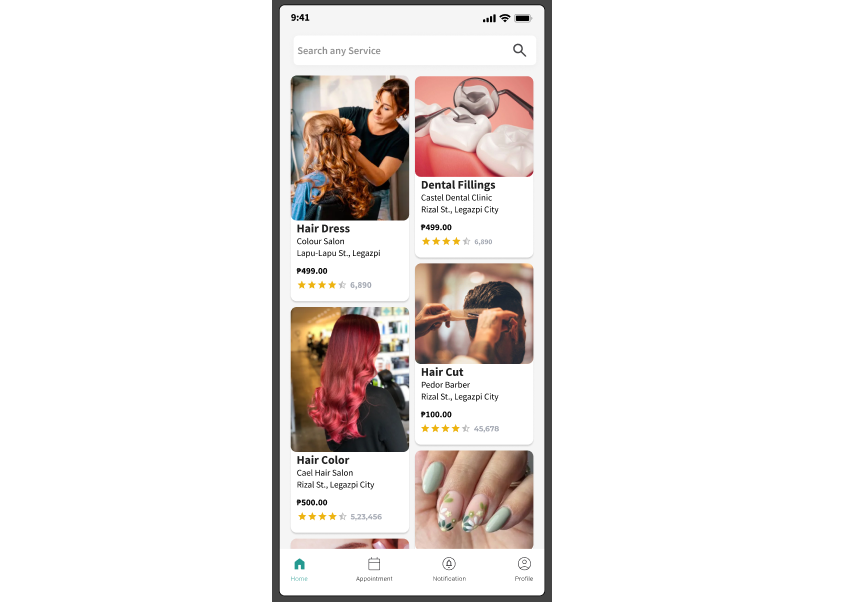 9:41
Search any Service
Hair Dress
Colour Salon
Lapu-Lapu St., Legazpi
₱499.00
6,890
Dental Fillings
Castel Dental Clinic
Rizal St., Legazpi City
₱499.00
6,890
Hair Color
Cael Hair Salon
Rizal St., Legazpi City
₱500.00
5,23,456
Hair Cut
Pedor Barber
Rizal St., Legazpi City
₱100.00
45,678
Home
Appointment
Notification
Profile